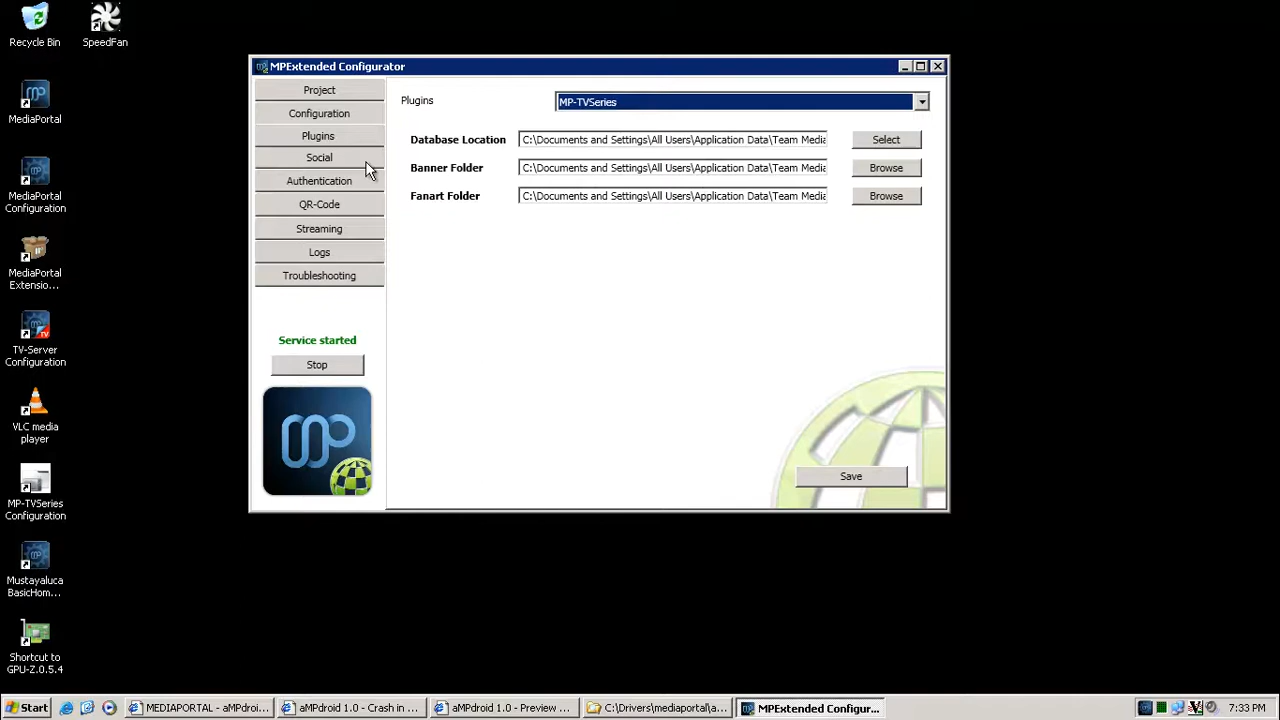 Recycle Bin
SpeedFan
MediaPortal
MediaPortal
Configuration
MediaPortal
Extensio...
TV-Server
Configuration
VLC media
player
MP-TVSeries
Configuration
Mustayaluca
BasicHom...
Shortcut to
GPU-Z.0.5.4
MPExtended Configurator
Project
Configuration
Plugins
Social
Authentication
QR-Code
Streaming
Logs
Troubleshooting
Service started
Stop
Plugins MP-TVSeries
Database Location C:\Documents and Settings\All Users\Application Data\Team Media Select
Banner Folder C:\Documents and Settings\All Users\Application Data\Team Media Browse
Fanart Folder C:\Documents and Settings\All Users\Application Data\Team Media Browse
Save
Start MEDIAPORTAL - aMPdroi... aMPdroid 1.0 - Crash in ... aMPdroid 1.0 - Preview ... C:\Drivers\mediaportal\a... MPExtended Configur... 7:33 PM